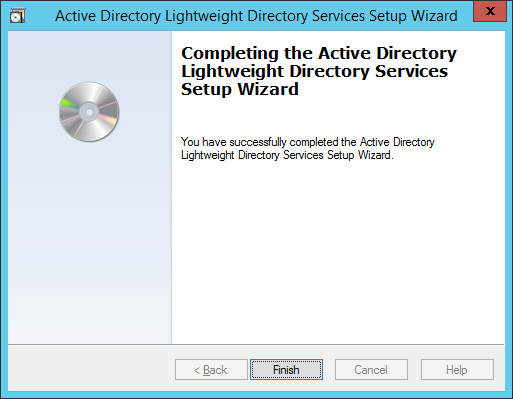 Active Directory Lightweight Directory Services Setup Wizard
x
Completing the Active Directory
Lightweight Directory Services
Setup Wizard
You have successfully completed the Active Directory
Lightweight Directory Services Setup Wizard.
< Back
Finish
Cancel
Help